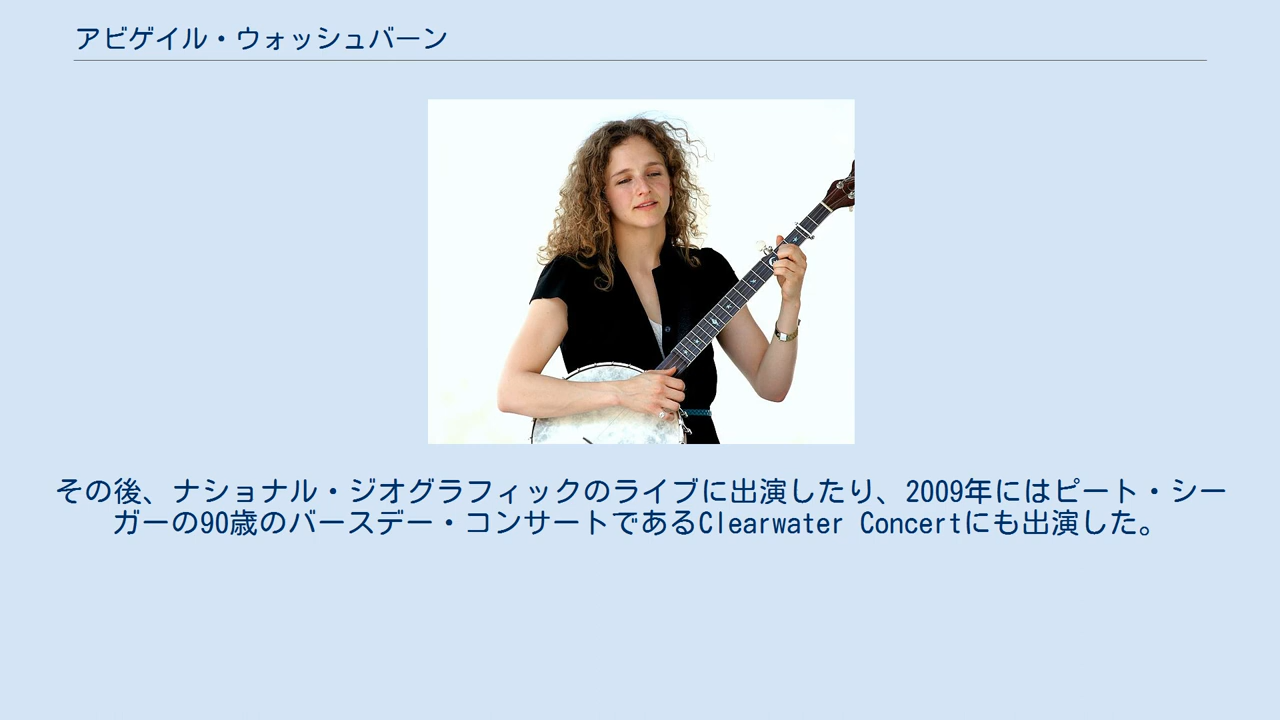 アビゲイル・ウォッシュバーン
その後、ナショナル・ジオグラフィックのライブに出演したり、2009年にはピート・シー
ガーの90歳のバースデー・コンサートであるClearwater Concertにも出演した。